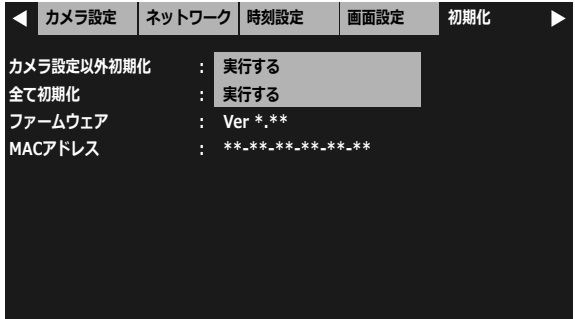 ◀ カメラ設定 ネットワーク 時刻設定 画面設定 初期化 ▶
カメラ設定以外初期化 : 実行する
全て初期化 : 実行する
ファームウェア : Ver *.**
MACアドレス : **-**-**-**-**-**